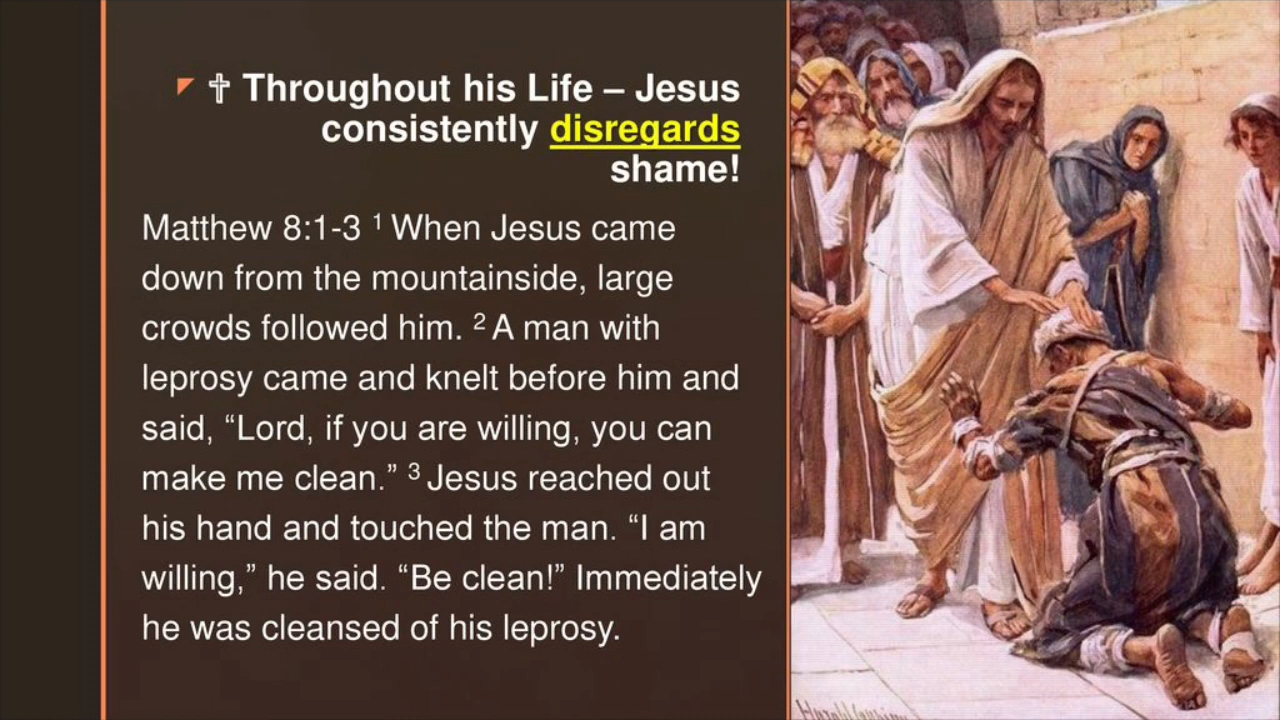 ✞ Throughout his Life – Jesus
consistently disregards
shame!
Matthew 8:1-3 ¹ When Jesus came
down from the mountainside, large
crowds followed him. ² A man with
leprosy came and knelt before him and
said, “Lord, if you are willing, you can
make me clean.” ³ Jesus reached out
his hand and touched the man. “I am
willing,” he said. “Be clean!” Immediately
he was cleansed of his leprosy.